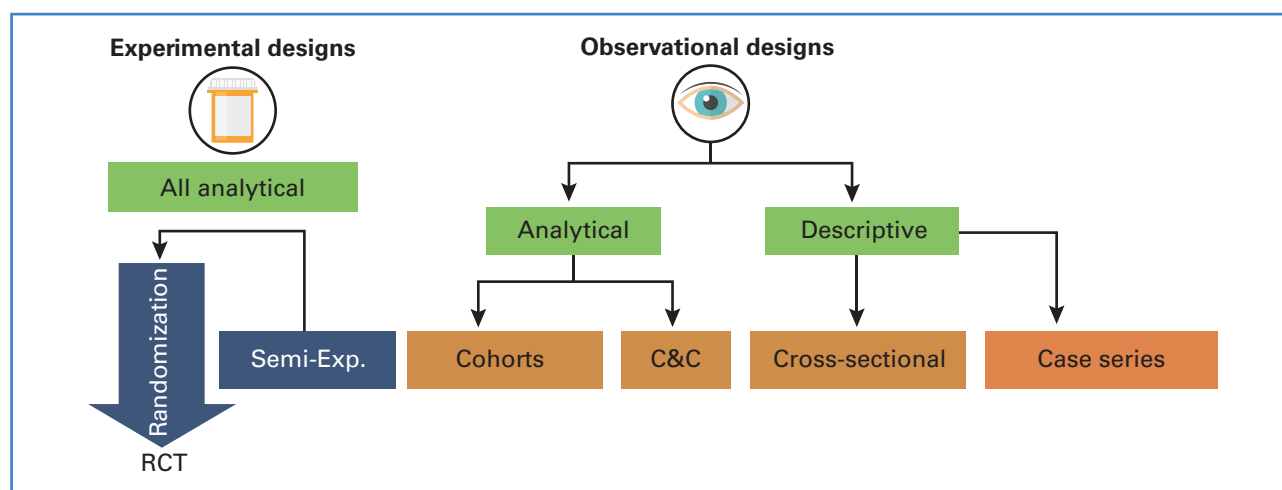 Experimental designs
Observational designs
All analytical
Analytical
Descriptive
Randomization
Semi-Exp.
Cohorts
C&C
Cross-sectional
Case series
RCT